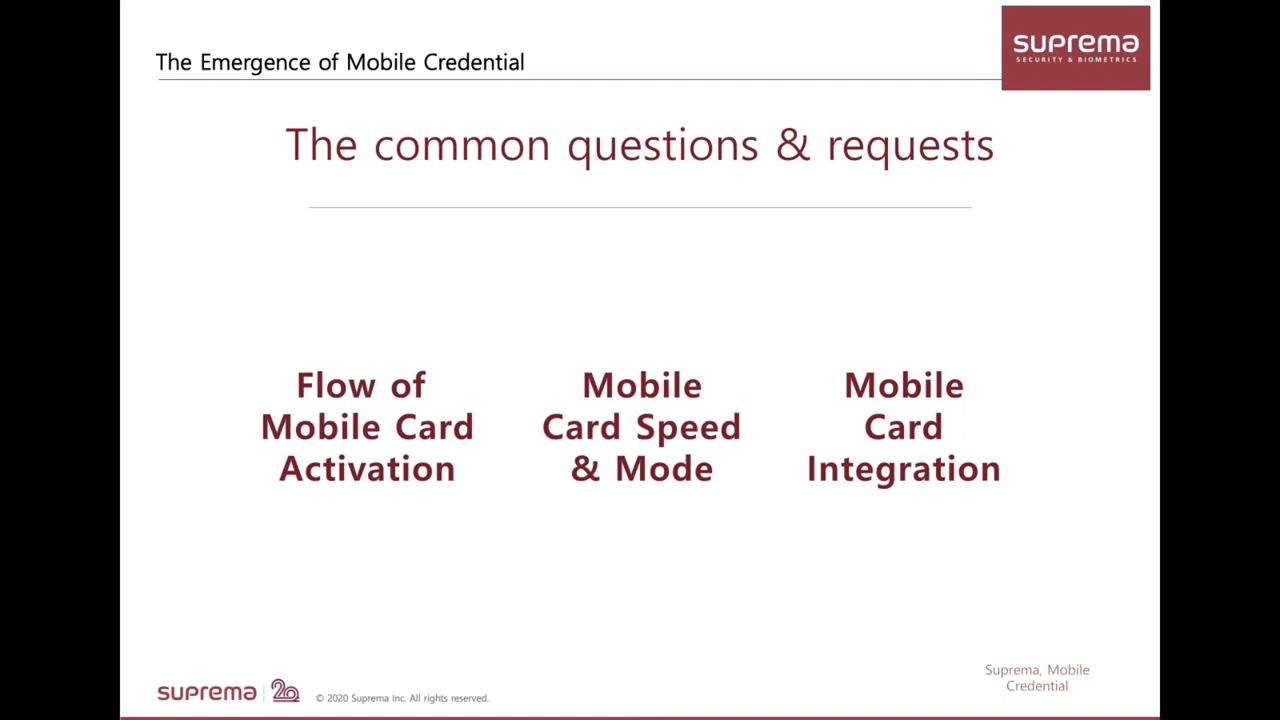 The Emergence of Mobile Credential
suprema
SECURITY & BIOMETRICS
The common questions & requests
Flow of
Mobile Card
Activation
Mobile
Card Speed
& Mode
Mobile
Card
Integration
suprema
20
© 2020 Suprema Inc. All rights reserved.
Suprema, Mobile
Credential